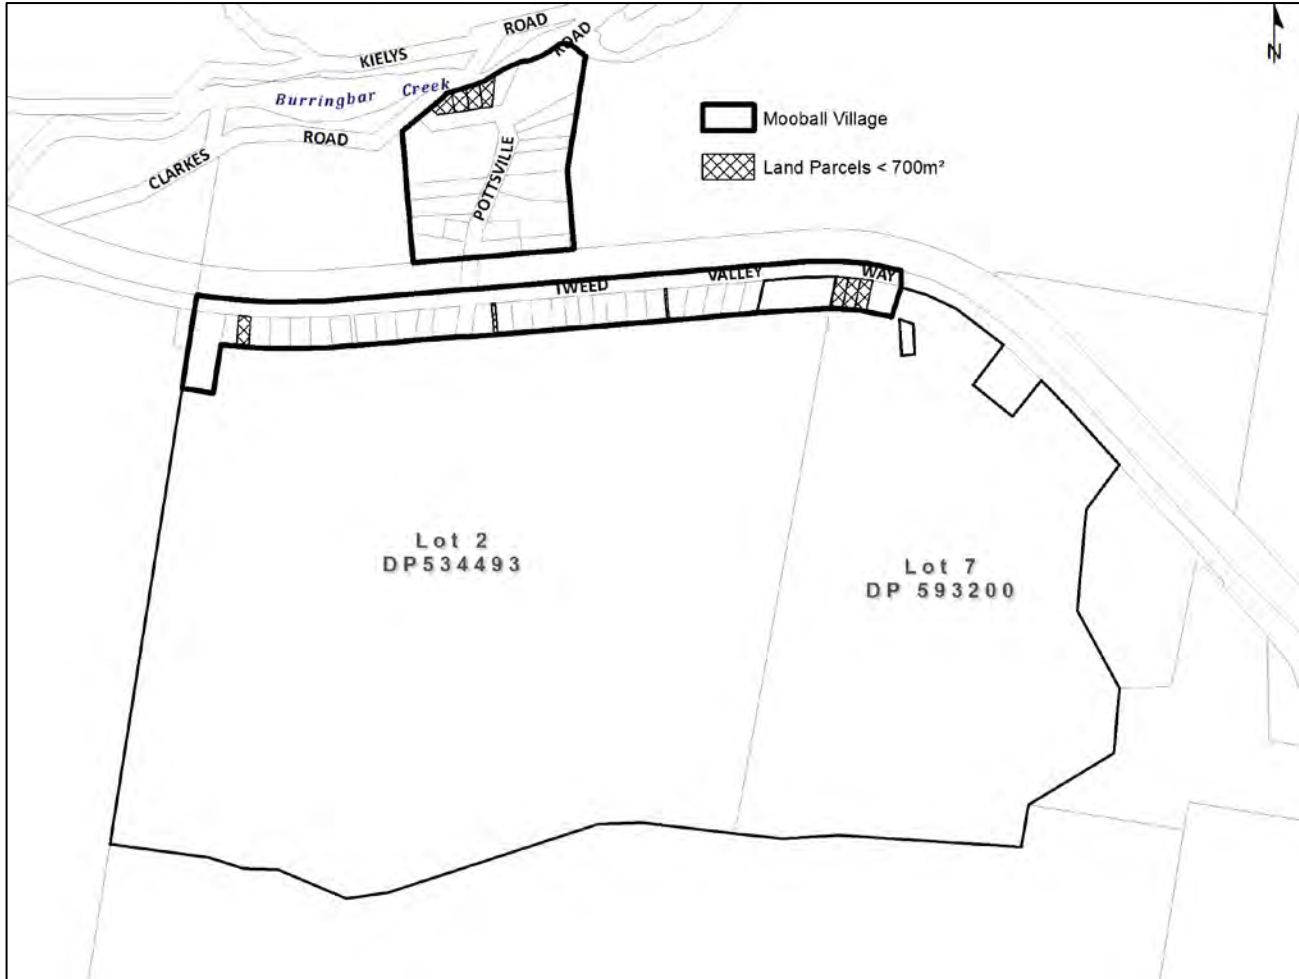 ROAD
ROAD
KIELYS
N
Burringbar Creek
Mooball Village
ROAD
POTTSVILLE
CLARKES
Land Parcels < 700m²
TWEED VALLEY WAY
Lot 2
DP534493
Lot 7
DP 593200